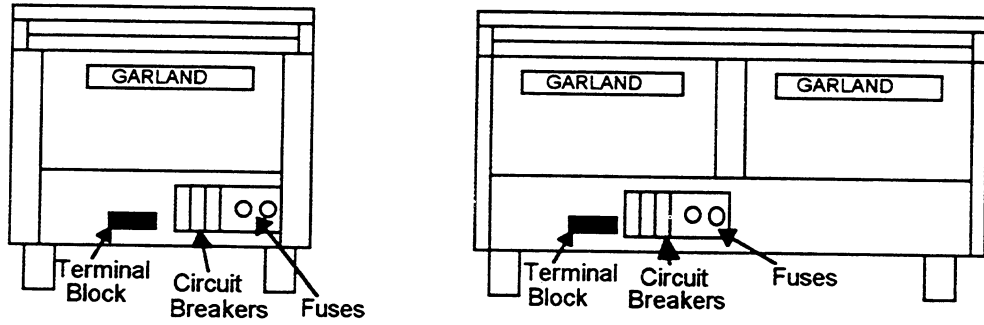 GARLAND
Terminal
Block
Circuit
Breakers
Fuses
GARLAND
GARLAND
Terminal
Block
Circuit
Breakers
Fuses